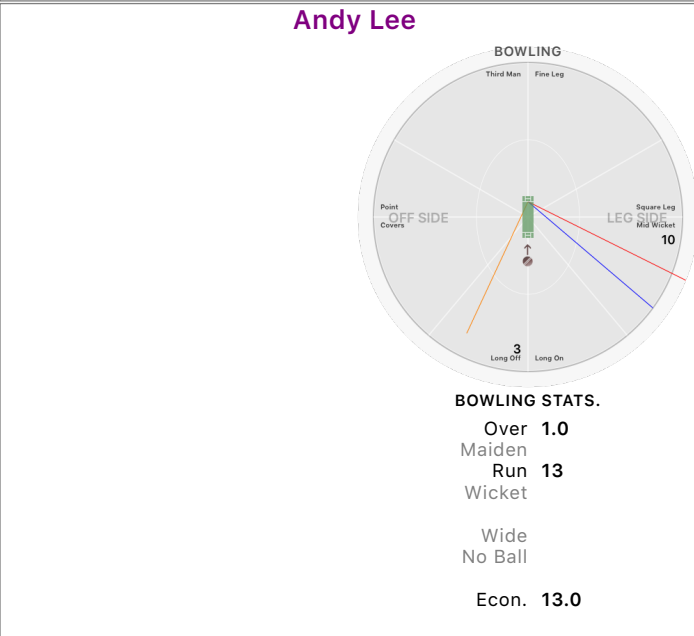 Andy Lee
BOWLING
Third Man Fine Leg
Point Square Leg
OFF SIDE LEG SIDE
Covers Mid Wicket
10
3
Long Off Long On
BOWLING STATS.
Over 1.0
Maiden
Run 13
Wicket
Wide
No Ball
Econ. 13.0